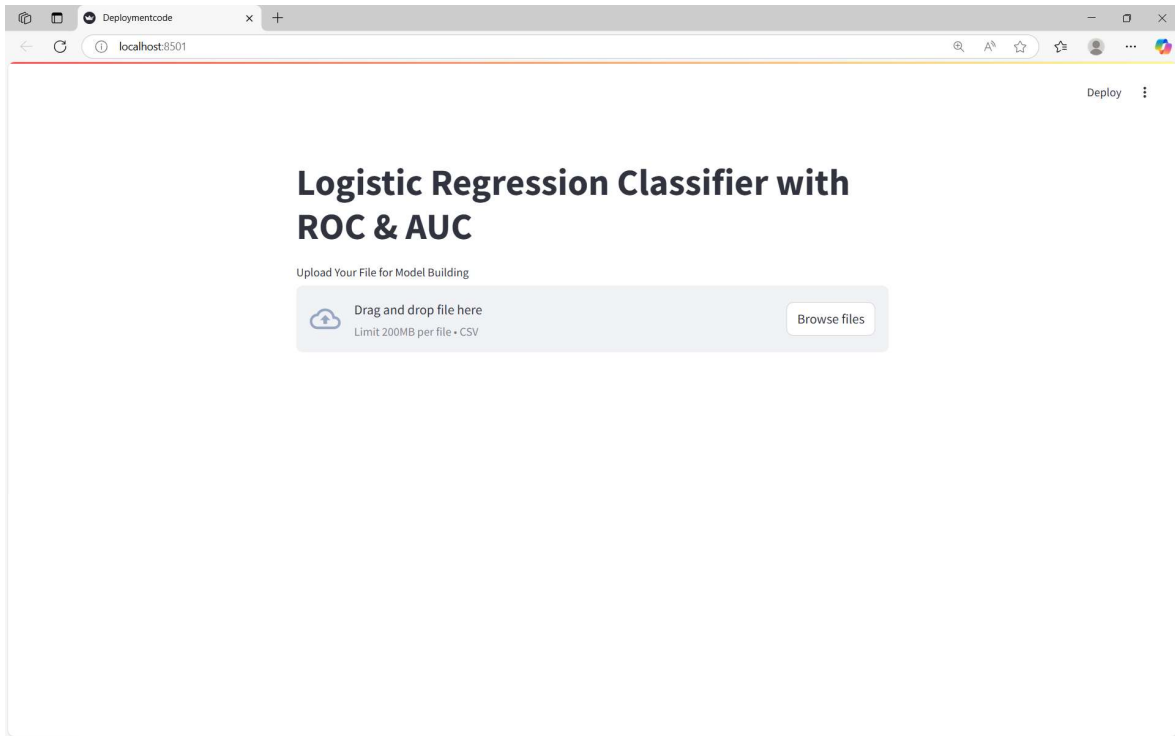 Deploymentcode
localhost:8501
Deploy
Logistic Regression Classifier with
ROC & AUC
Upload Your File for Model Building
Drag and drop file here
Limit 200MB per file • CSV
Browse files